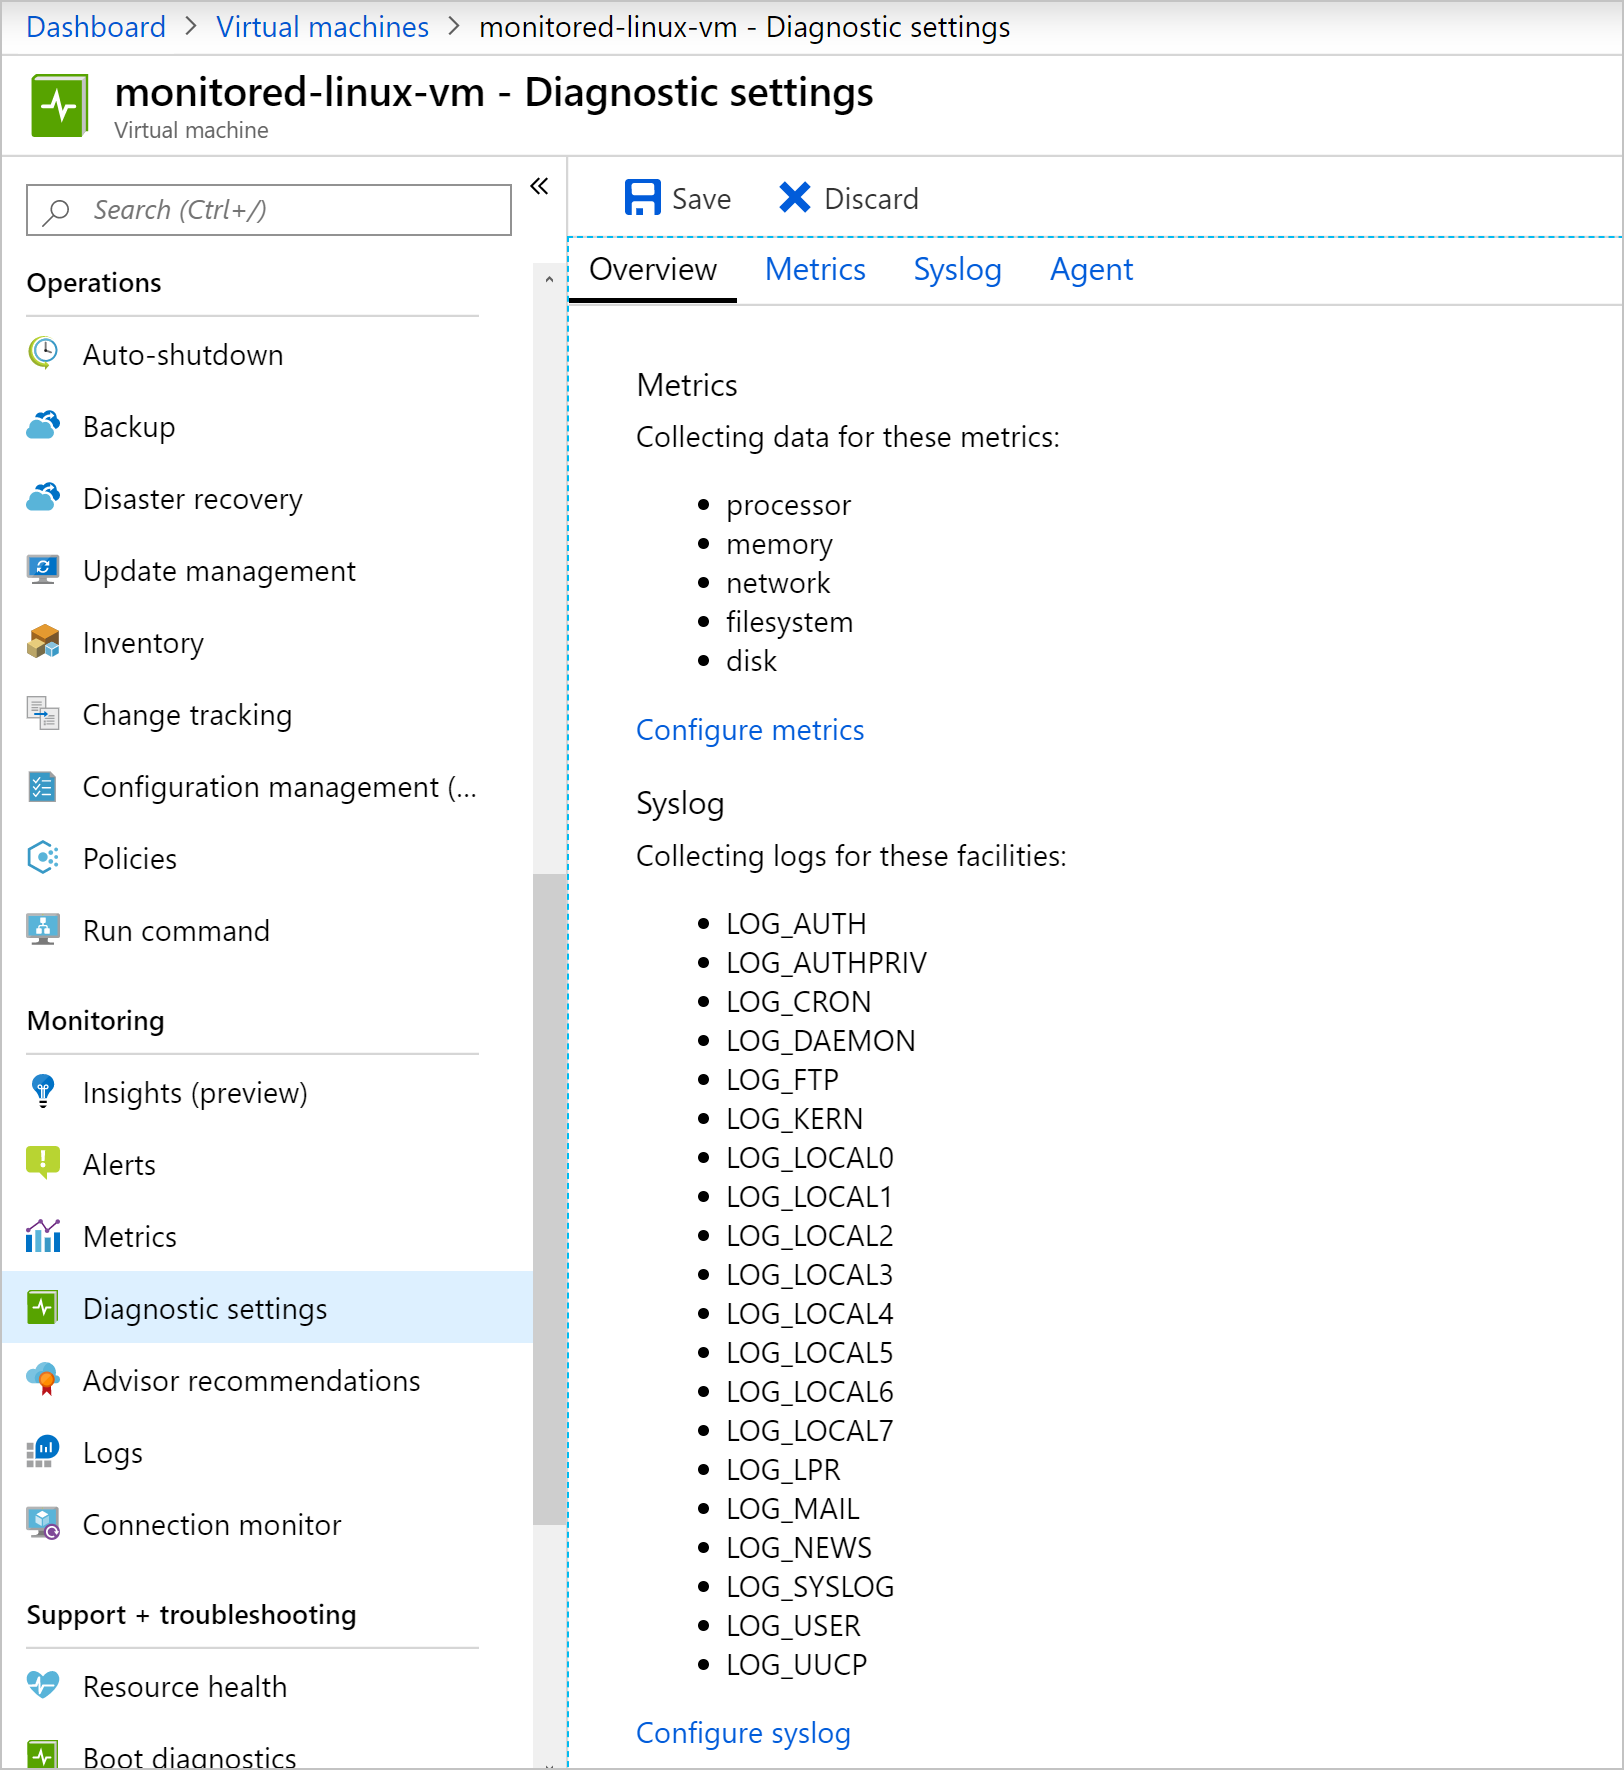 Dashboard > Virtual machines > monitored-linux-vm - Diagnostic settings
monitored-linux-vm - Diagnostic settings
Virtual machine
Search (Ctrl+/)
Operations
Auto-shutdown
Backup
Disaster recovery
Update management
Inventory
Change tracking
Configuration management (...
Policies
Run command
Monitoring
Insights (preview)
Alerts
Metrics
Diagnostic settings
Advisor recommendations
Logs
Connection monitor
Support + troubleshooting
Resource health
Boot diagnostics
Save Discard
Overview Metrics Syslog Agent
Metrics
Collecting data for these metrics:
• processor
• memory
• network
• filesystem
• disk
Configure metrics
Syslog
Collecting logs for these facilities:
• LOG_AUTH
• LOG_AUTHPRIV
• LOG_CRON
• LOG_DAEMON
• LOG_FTP
• LOG_KERN
• LOG_LOCAL0
• LOG_LOCAL1
• LOG_LOCAL2
• LOG_LOCAL3
• LOG_LOCAL4
• LOG_LOCAL5
• LOG_LOCAL6
• LOG_LOCAL7
• LOG_LPR
• LOG_MAIL
• LOG_NEWS
• LOG_SYSLOG
• LOG_USER
• LOG_UUCP
Configure syslog